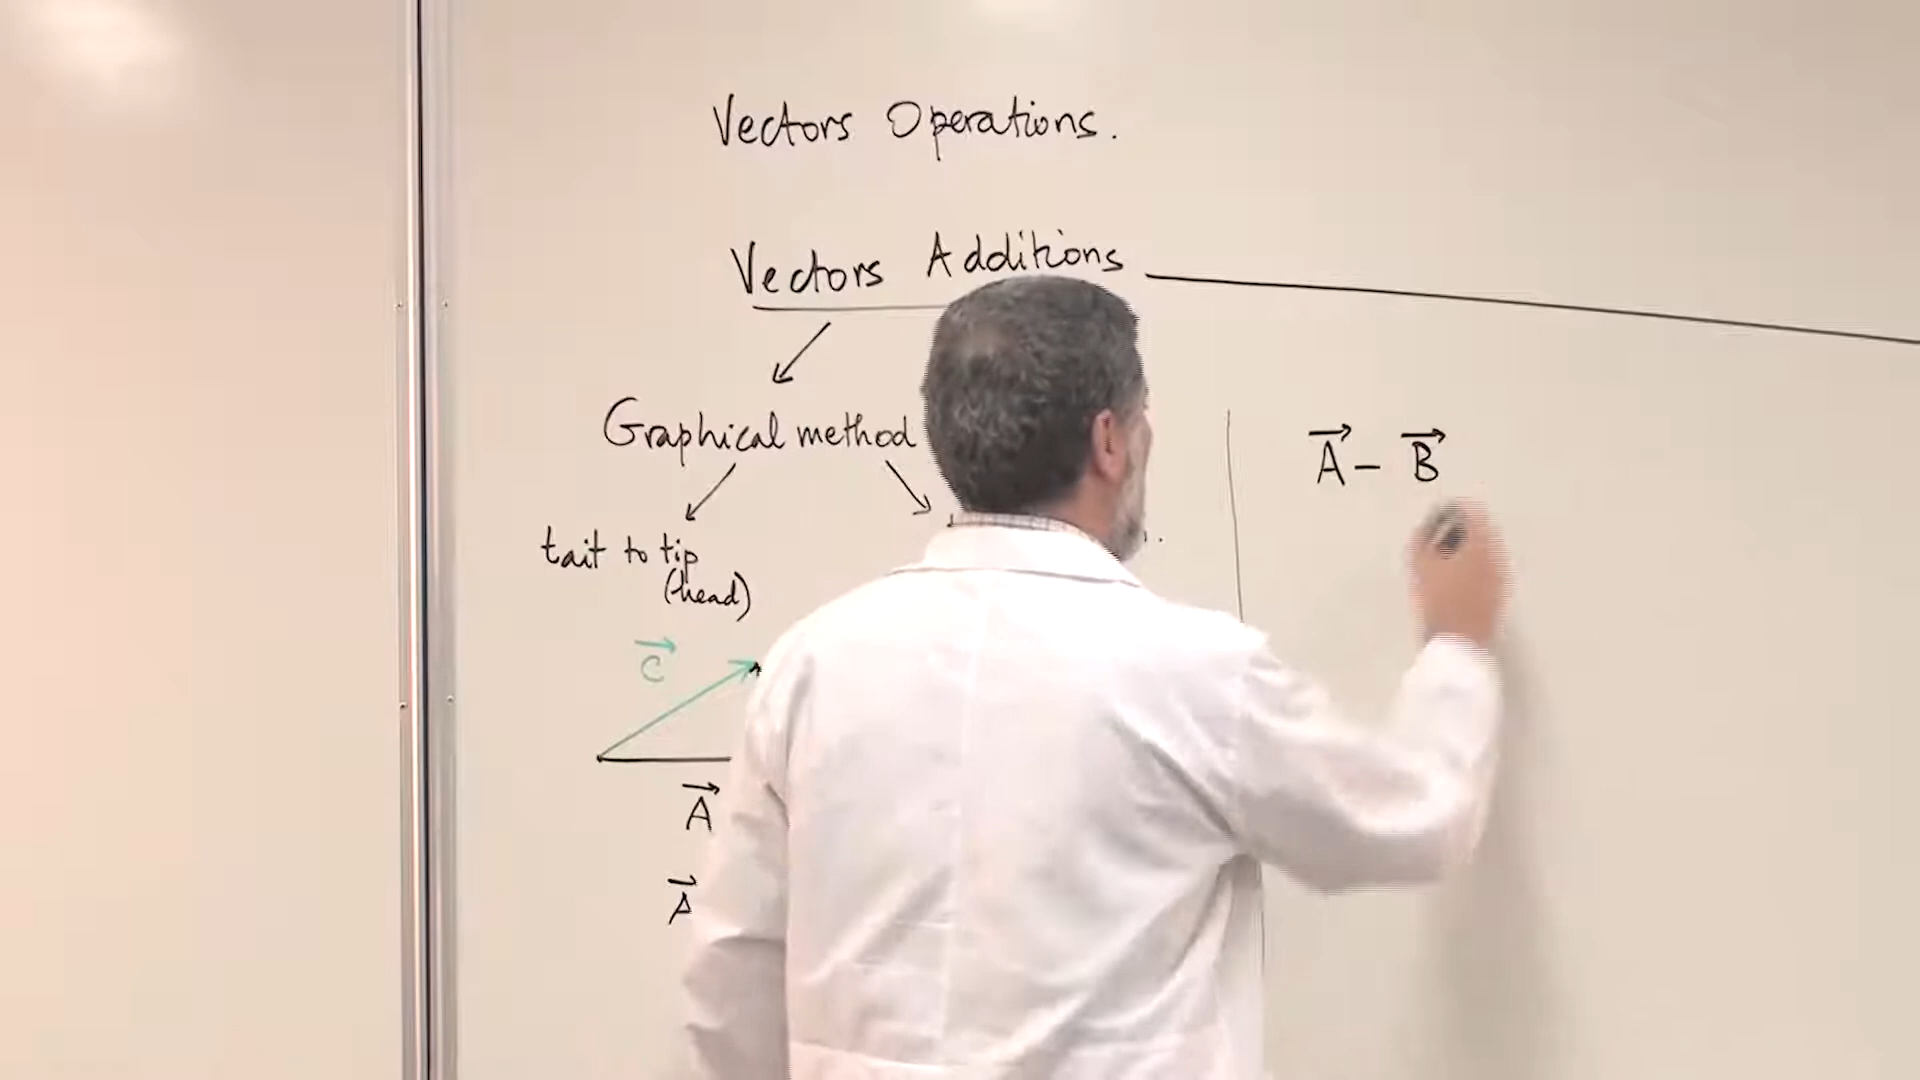 Vectors Operations.
Vectors Additions
Graphical method
tait to tip
(head)
C
A
A
A - B